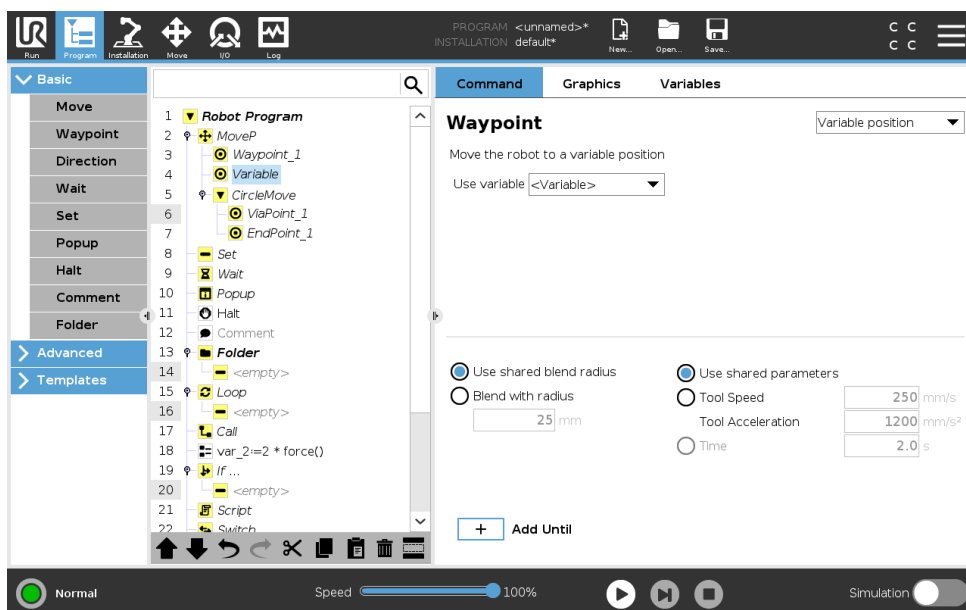 PROGRAM <unnamed>*
INSTALLATION default*
UR
Run
Program
Installation
Move
I/O
Log
New...
Open...
Save...
C C
C C
Basic
Move
Waypoint
Direction
Wait
Set
Popup
Halt
Comment
Folder
Advanced
Templates
1 Robot Program
2 MoveP
3 Waypoint_1
4 Variable
5 CircleMove
6 ViaPoint_1
7 EndPoint_1
8 Set
9 Wait
10 Popup
11 Halt
12 Comment
13 Folder
14 <empty>
15 Loop
16 <empty>
17 Call
18 var_2:=2 * force()
19 If ...
20 <empty>
21 Script
22 Switch
Command Graphics Variables
Waypoint
Variable position
Move the robot to a variable position
Use variable <Variable>
Use shared blend radius
Blend with radius
25 mm
Use shared parameters
Tool Speed 250 mm/s
Tool Acceleration 1200 mm/s²
Time 2.0 s
+ Add Until
Normal
Speed 100%
Simulation